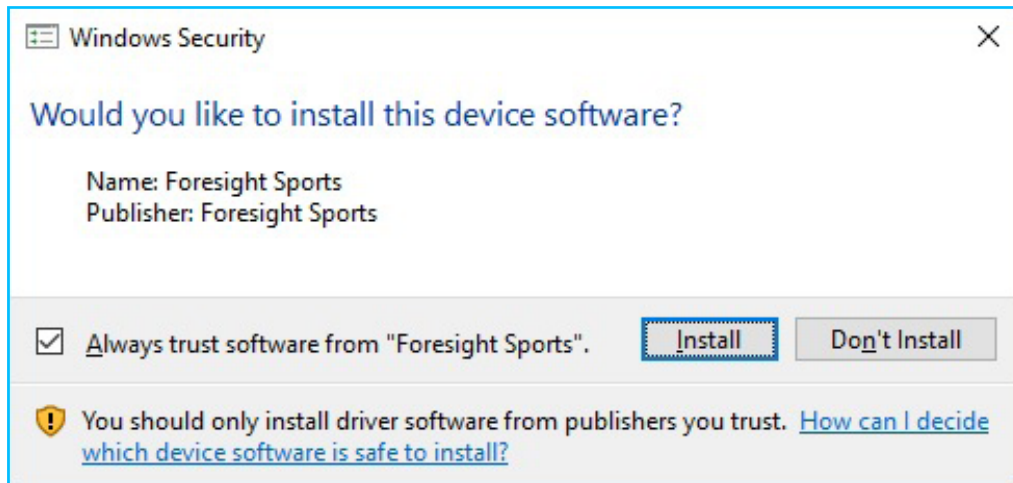 Windows Security
Would you like to install this device software?
Name: Foresight Sports
Publisher: Foresight Sports
Always trust software from "Foresight Sports".
Install
Don't Install
You should only install driver software from publishers you trust. How can I decide
which device software is safe to install?